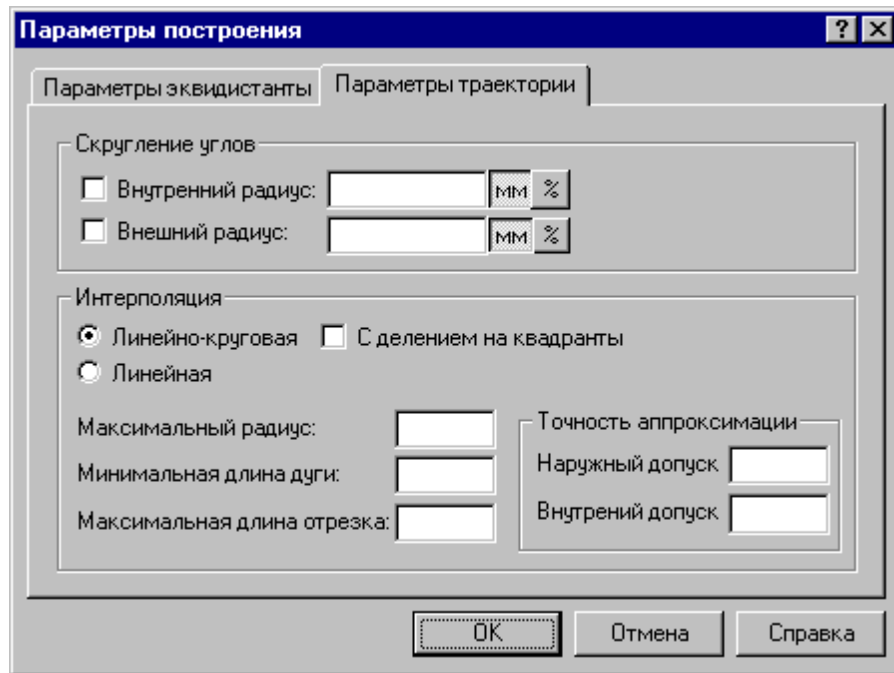 Параметры построения
Параметры эквидистанты Параметры траектории
Скругление углов
Внутренний радиус: мм %
Внешний радиус: мм %
Интерполяция
Линейно-круговая С делением на квадранты
Линейная
Максимальный радиус:
Минимальная длина дуги:
Максимальная длина отрезка:
Точность аппроксимации
Наружный допуск
Внутрений допуск
OK Отмена Справка